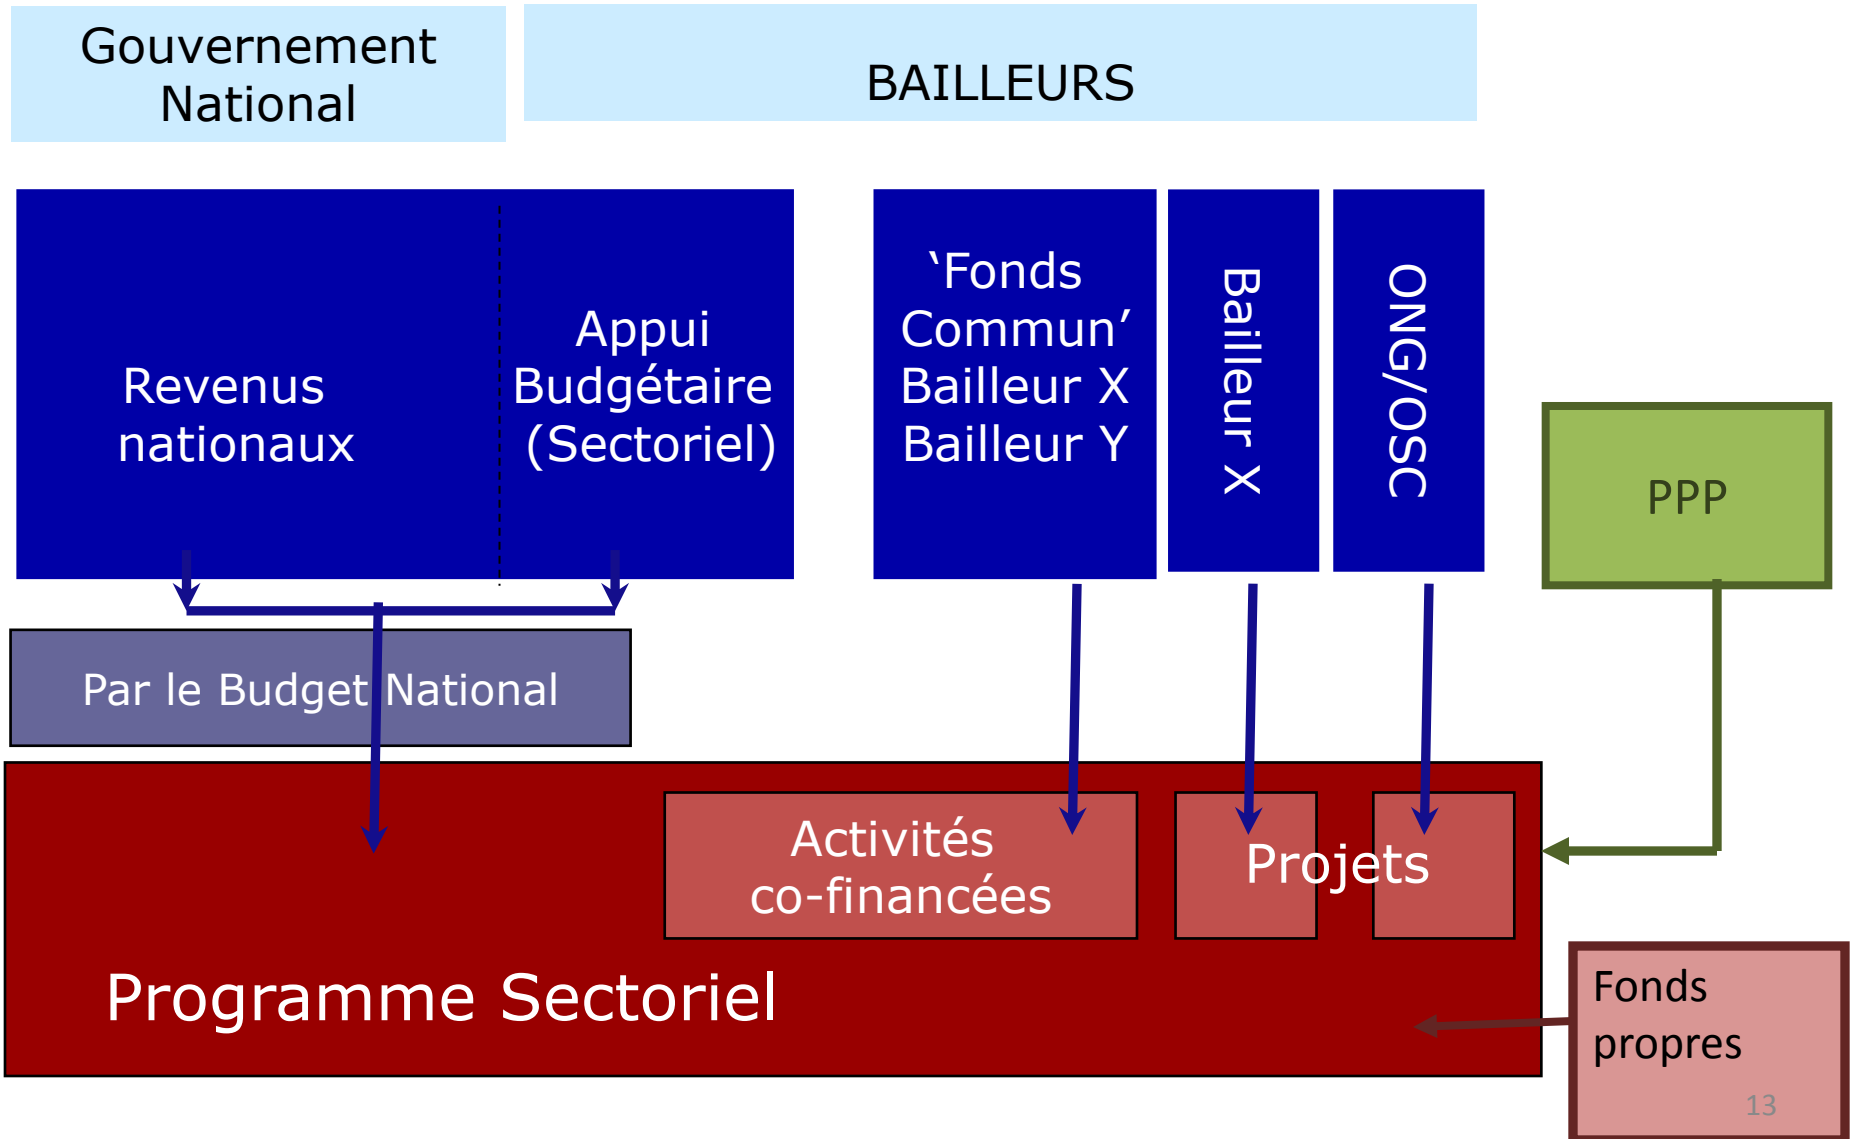 Gouvernement
National
BAILLEURS
Revenus
nationaux
Appui
Budgétaire
(Sectoriel)
‘Fonds
Commun’
Bailleur X
Bailleur Y
Bailleur X
ONG/OSC
PPP
Par le Budget National
Activités
co-financées
Projets
Programme Sectoriel
Fonds
propres
13